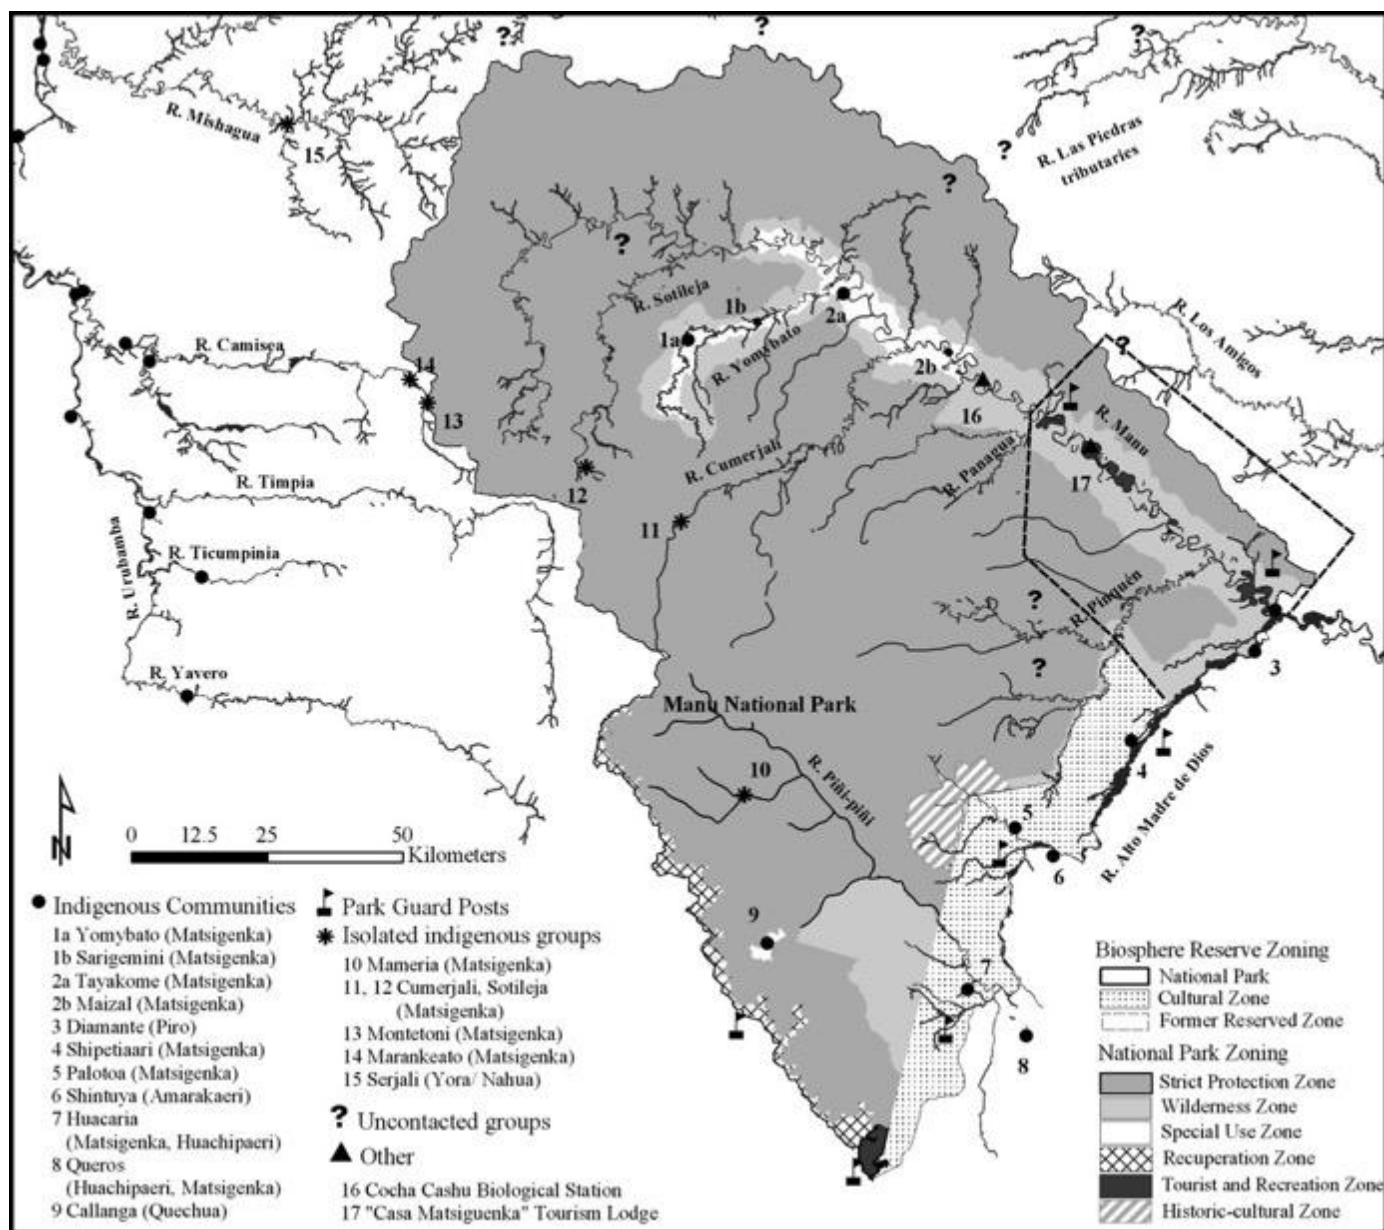 ?
?
?
R. Mishagua
15
R. Las Piedras
tributaries
?
?
?
R. Sotileja
1b
2a
1a
R. Yomybato
2b
R. Los Amigos
?
R. Camisea
14
13
16
R. Manu
R. Cumerjali
R. Panagua
17
12
11
R. Timpia
R. Urubamba
R. Ticumpinia
R. Yavero
?
R. Pinquén
?
3
Manu National Park
10
R. Piñi-piñi
4
5
6
R. Alto Madre de Dios
9
7
8
N
0 12.5 25 50
Kilometers
Indigenous Communities
1a Yomybato (Matsigenka)
1b Sarigemini (Matsigenka)
2a Tayakome (Matsigenka)
2b Maizal (Matsigenka)
3 Diamante (Piro)
4 Shipetiaari (Matsigenka)
5 Palotoa (Matsigenka)
6 Shintuya (Amarakaeri)
7 Huacaria
(Matsigenka, Huachipaeri)
8 Queros
(Huachipaeri, Matsigenka)
9 Callanga (Quechua)
Park Guard Posts
Isolated indigenous groups
10 Mameria (Matsigenka)
11, 12 Cumerjali, Sotileja
(Matsigenka)
13 Montetoni (Matsigenka)
14 Marankeato (Matsigenka)
15 Serjali (Yora/ Nahua)
? Uncontacted groups
Other
16 Cocha Cashu Biological Station
17 "Casa Matsiguenka" Tourism Lodge
Biosphere Reserve Zoning
National Park
Cultural Zone
Former Reserved Zone
National Park Zoning
Strict Protection Zone
Wilderness Zone
Special Use Zone
Recuperation Zone
Tourist and Recreation Zone
Historic-cultural Zone